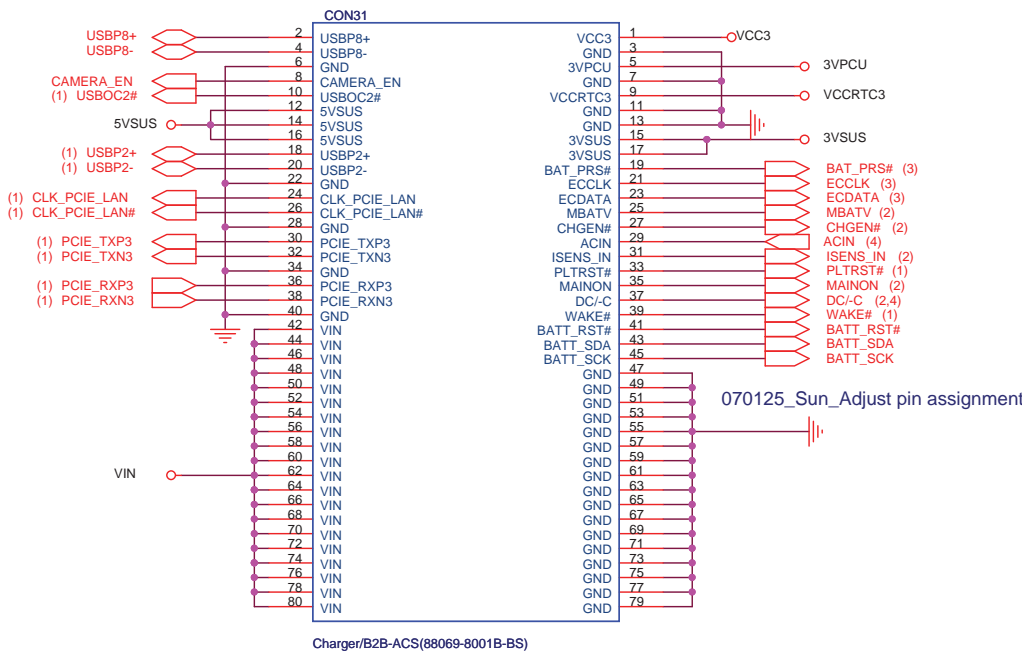 CON31
USBP8+ 2 USBP8+ VCC3 1 VCC3
USBP8- 4 USBP8- GND 3
6 GND 3VPCU 5 3VPCU
CAMERA_EN 8 CAMERA_EN GND 7
(1) USBOC2# 10 USBOC2# VCCRTC3 9 VCCRTC3
12 5VSUS GND 11
5VSUS 14 5VSUS GND 13
16 5VSUS 3VSUS 15 3VSUS
(1) USBP2+ 18 USBP2+ 3VSUS 17
(1) USBP2- 20 USBP2- BAT_PRS# 19 BAT_PRS# (3)
22 GND ECCLK 21 ECCLK (3)
(1) CLK_PCIE_LAN 24 CLK_PCIE_LAN ECDATA 23 ECDATA (3)
(1) CLK_PCIE_LAN# 26 CLK_PCIE_LAN# MBATV 25 MBATV (2)
28 GND CHGEN# 27 CHGEN# (2)
(1) PCIE_TXP3 30 PCIE_TXP3 ACIN 29 ACIN (4)
(1) PCIE_TXN3 32 PCIE_TXN3 ISENS_IN 31 ISENS_IN (2)
34 GND PLTRST# 33 PLTRST# (1)
(1) PCIE_RXP3 36 PCIE_RXP3 MAINON 35 MAINON (2)
(1) PCIE_RXN3 38 PCIE_RXN3 DC/-C 37 DC/-C (2,4)
40 GND WAKE# 39 WAKE# (1)
42 VIN BATT_RST# 41 BATT_RST#
44 VIN BATT_SDA 43 BATT_SDA
46 VIN BATT_SCK 45 BATT_SCK
48 VIN GND 47
50 VIN GND 49
52 VIN GND 51
070125_Sun_Adjust pin assignment
54 VIN GND 53
56 VIN GND 55
58 VIN GND 57
60 VIN GND 59
VIN 62 VIN GND 61
64 VIN GND 63
66 VIN GND 65
68 VIN GND 67
70 VIN GND 69
72 VIN GND 71
74 VIN GND 73
76 VIN GND 75
78 VIN GND 77
80 VIN GND 79
Charger/B2B-ACS(88069-8001B-BS)